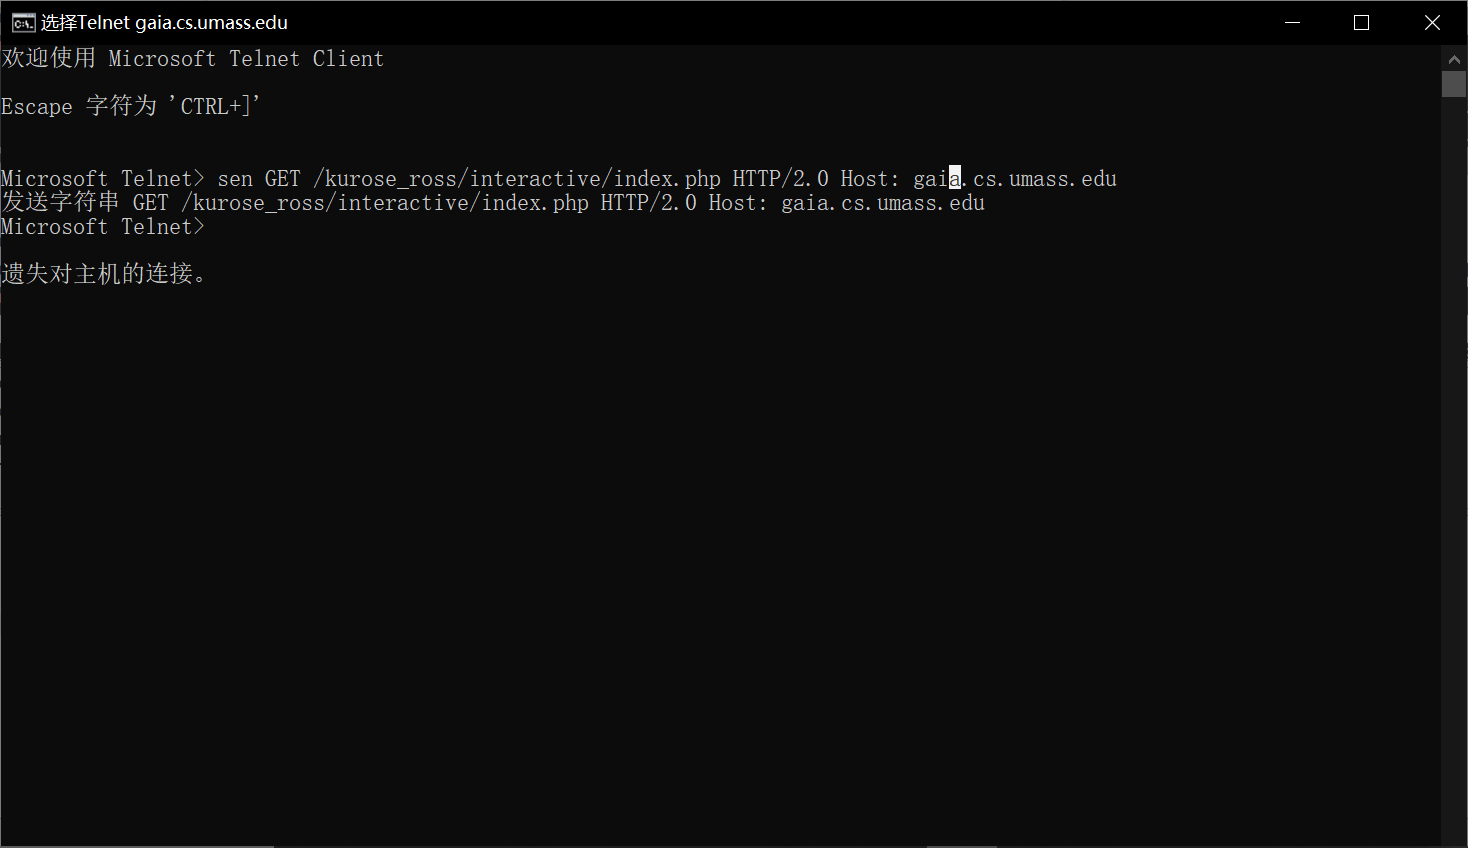 选择Telnet gaia.cs.umass.edu
欢迎使用 Microsoft Telnet Client
Escape 字符为 'CTRL+]'
Microsoft Telnet> sen GET /kurose_ross/interactive/index.php HTTP/2.0 Host: gaia.cs.umass.edu
发送字符串 GET /kurose_ross/interactive/index.php HTTP/2.0 Host: gaia.cs.umass.edu
Microsoft Telnet>
遗失对主机的连接。